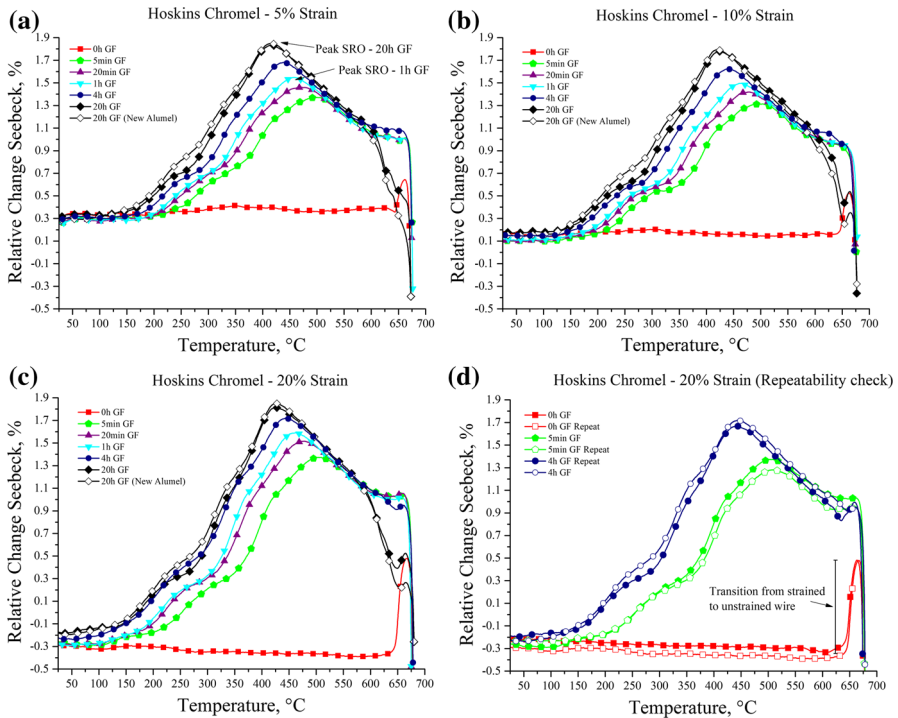 (a)
Hoskins Chromel - 5% Strain
Relative Change Seebeck, %
1.9
1.7
1.5
1.3
1.1
0.9
0.7
0.5
0.3
0.1
-0.1
-0.3
-0.5
0h GF
5min GF
20min GF
1h GF
4h GF
20h GF
20h GF (New Alumel)
Peak SRO - 20h GF
Peak SRO - 1h GF
50 100 150 200 250 300 350 400 450 500 550 600 650 700
Temperature, °C
(b)
Hoskins Chromel - 10% Strain
Relative Change Seebeck, %
1.9
1.7
1.5
1.3
1.1
0.9
0.7
0.5
0.3
0.1
-0.1
-0.3
-0.5
0h GF
5min GF
20min GF
1h GF
4h GF
20h GF
20h GF (New Alumel)
50 100 150 200 250 300 350 400 450 500 550 600 650 700
Temperature, °C
(c)
Hoskins Chromel - 20% Strain
Relative Change Seebeck, %
1.9
1.7
1.5
1.3
1.1
0.9
0.7
0.5
0.3
0.1
-0.1
-0.3
-0.5
0h GF
5min GF
20min GF
1h GF
4h GF
20h GF
20h GF (New Alumel)
50 100 150 200 250 300 350 400 450 500 550 600 650 700
Temperature, °C
(d)
Hoskins Chromel - 20% Strain (Repeatability check)
Relative Change Seebeck, %
1.9
1.7
1.5
1.3
1.1
0.9
0.7
0.5
0.3
0.1
-0.1
-0.3
-0.5
0h GF
0h GF Repeat
5min GF
5min GF Repeat
4h GF Repeat
4h GF
Transition from strained
to unstrained wire
50 100 150 200 250 300 350 400 450 500 550 600 650 700
Temperature, °C